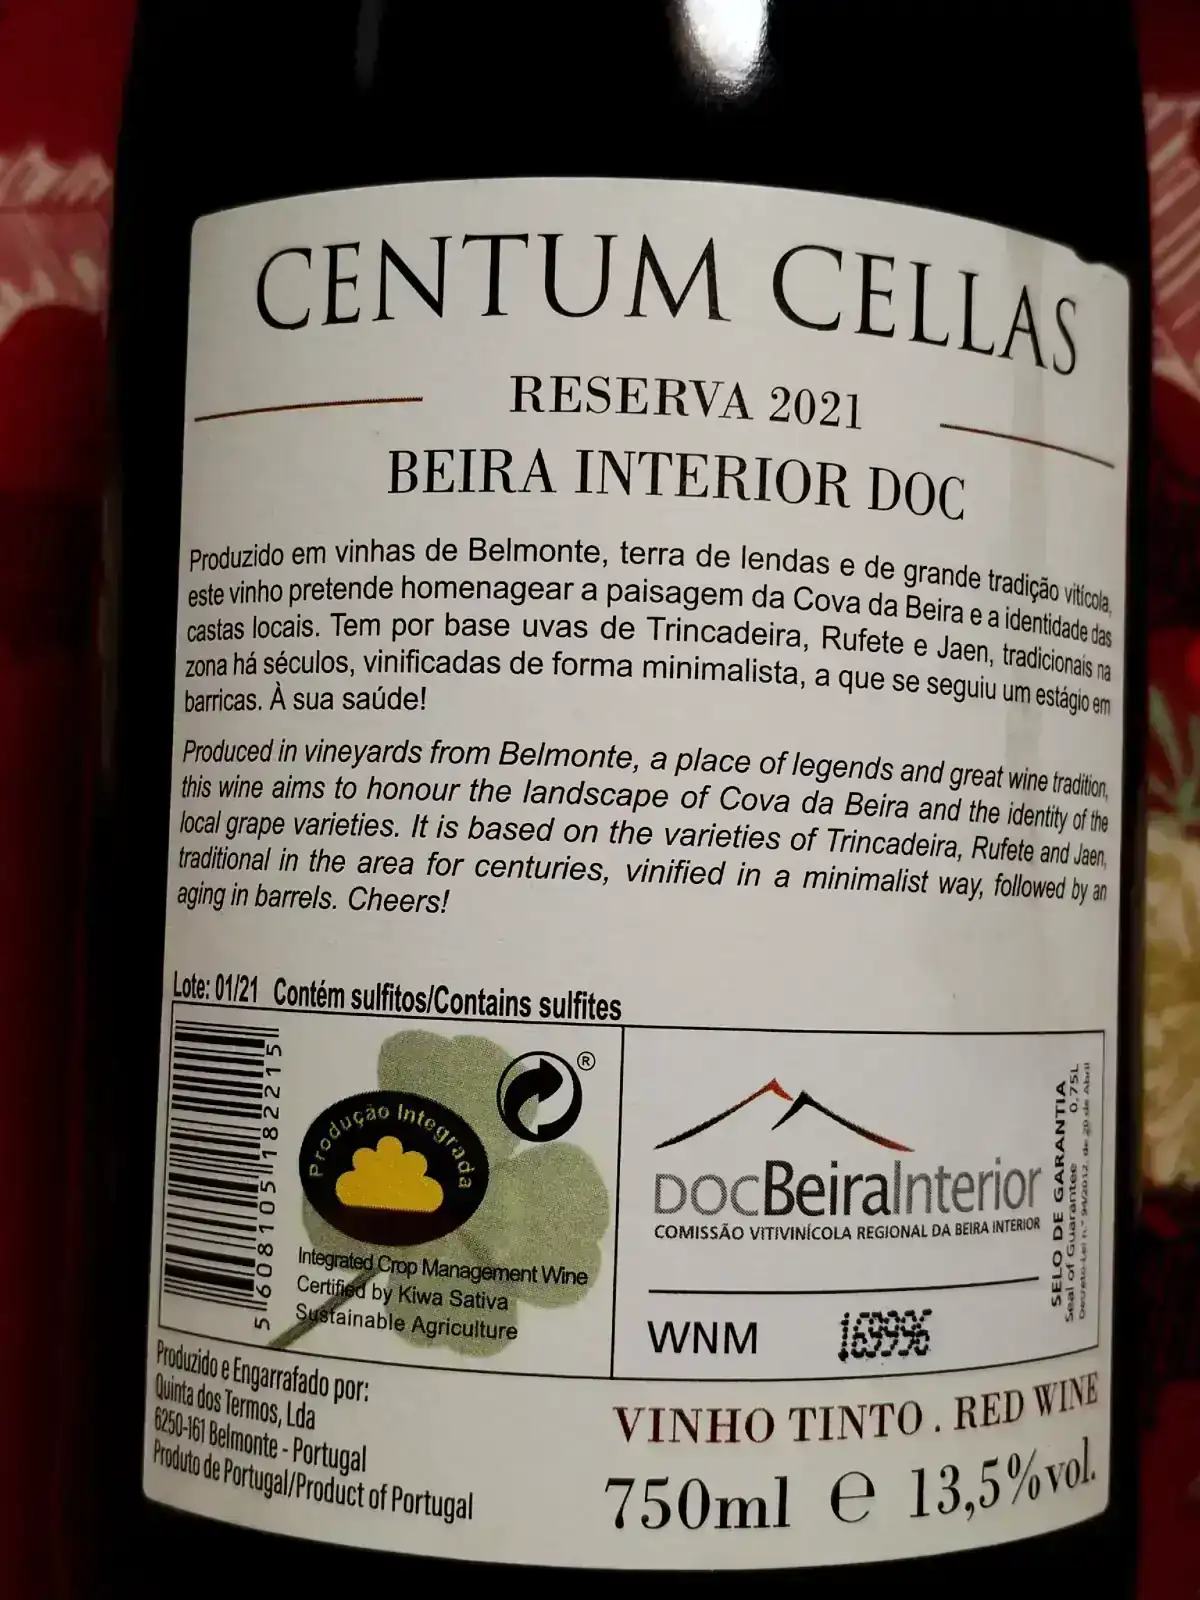 CENTUM CELLAS
RESERVA 2021
BEIRA INTERIOR DOC
Produzido em vinhas de Belmonte, terra de lendas e de grande tradição vitícola,
este vinho pretende homenagear a paisagem da Cova da Beira e a identidade das
castas locais. Tem por base uvas de Trincadeira, Rufete e Jaen, tradicionais na
zona há séculos, vinificadas de forma minimalista, a que se seguiu um estágio em
barricas. À sua saúde!
Produced in vineyards from Belmonte, a place of legends and great wine tradition,
this wine aims to honour the landscape of Cova da Beira and the identity of the
local grape varieties. It is based on the varieties of Trincadeira, Rufete and Jaen,
traditional in the area for centuries, vinified in a minimalist way, followed by an
aging in barrels. Cheers!
Lote: 01/21 Contém sulfitos/Contains sulfites
5 608105 182215
Produção Integrada
®
Integrated Crop Management Wine
Certified by Kiwa Sativa
Sustainable Agriculture
DOCBeiraInterior
COMISSÃO VITIVINÍCOLA REGIONAL DA BEIRA INTERIOR
WNM 169996
SELO DE GARANTIA
Seal of Guarantee 0,75L
Decreto-Lei n.º 94/2012, de 20 de Abril
Produzido e Engarrafado por:
Quinta dos Termos, Lda
6250-161 Belmonte - Portugal
Produto de Portugal/Product of Portugal
VINHO TINTO . RED WINE
750ml e 13,5%vol.